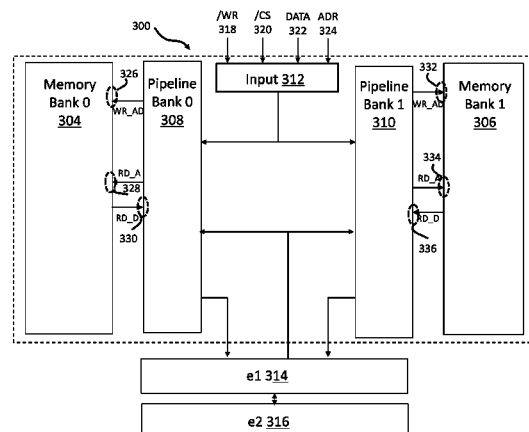 300
/WR
318
/CS
320
DATA
322
ADR
324
Input 312
Memory
Bank 0
304
326
WR_AD
RD_A
328
RD_D
330
Pipeline
Bank 0
308
Pipeline
Bank 1
310
332
WR_AD
334
RD_A
RD_D
336
Memory
Bank 1
306
e1 314
e2 316